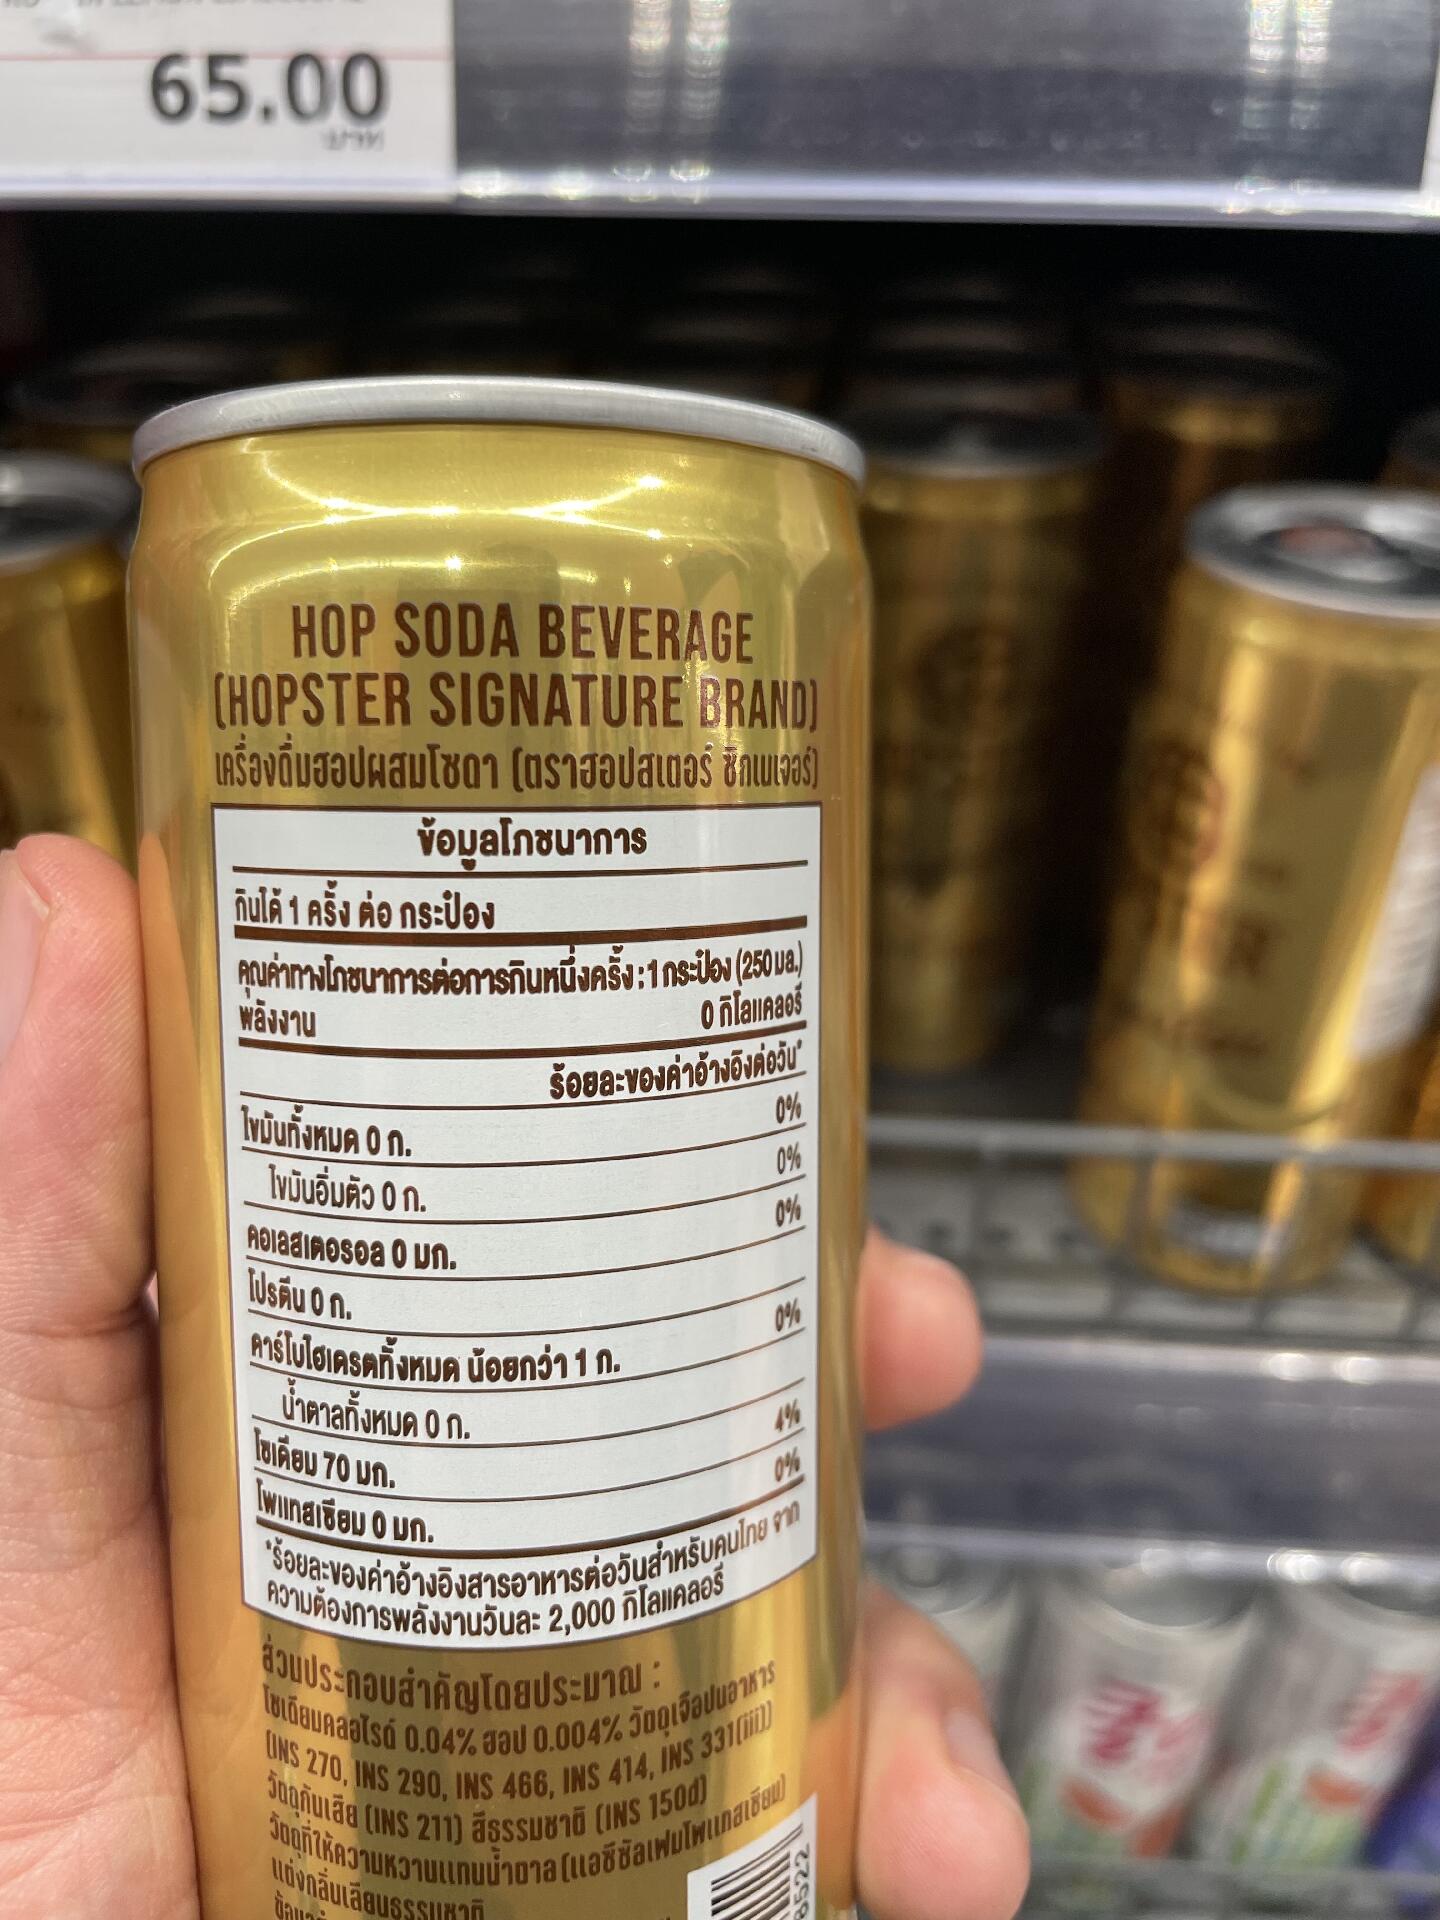 65.00
บาท
HOP SODA BEVERAGE
(HOPSTER SIGNATURE BRAND)
เครื่องดื่มฮอปผสมโซดา (ตราฮอปสเตอร์ ซิกเนเจอร์)
ข้อมูลโภชนาการ
กินได้ 1 ครั้ง ต่อ กระป๋อง
คุณค่าทางโภชนาการต่อการกินหนึ่งครั้ง : 1 กระป๋อง (250 มล.)
พลังงาน 0 กิโลแคลอรี
ร้อยละของค่าอ้างอิงต่อวัน*
ไขมันทั้งหมด 0 ก. 0%
ไขมันอิ่มตัว 0 ก. 0%
คอเลสเตอรอล 0 มก. 0%
โปรตีน 0 ก.
คาร์โบไฮเดรตทั้งหมด น้อยกว่า 1 ก. 0%
น้ำตาลทั้งหมด 0 ก.
โซเดียม 70 มก. 4%
โพแทสเซียม 0 มก. 0%
*ร้อยละของค่าอ้างอิงสารอาหารต่อวันสำหรับคนไทย จาก
ความต้องการพลังงานวันละ 2,000 กิโลแคลอรี
ส่วนประกอบสำคัญโดยประมาณ :
โซเดียมคลอไรด์ 0.04% ฮอป 0.004% วัตถุเจือปนอาหาร
(INS 270, INS 290, INS 466, INS 414, INS 331(iii))
วัตถุกันเสีย (INS 211) สีธรรมชาติ (INS 150d)
วัตถุที่ให้ความหวานแทนน้ำตาล (แอซีซัลเฟมโพแทสเซียม)
แต่งกลิ่นเลียนธรรมชาติ
8522